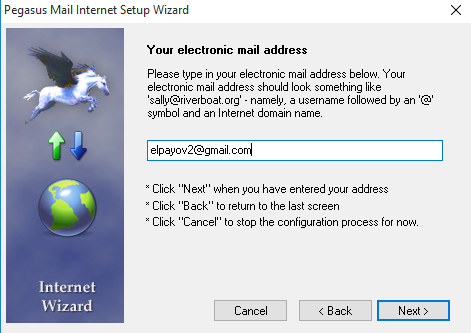 Pegasus Mail Internet Setup Wizard
Your electronic mail address
Please type in your electronic mail address below. Your
electronic mail address should look something like
'sally@riverboat.org' - namely, a username followed by an '@'
symbol and an Internet domain name.
elpayov2@gmail.com
* Click "Next" when you have entered your address
* Click "Back" to return to the last screen
* Click "Cancel" to stop the configuration process for now.
Internet
Wizard
Cancel
< Back
Next >